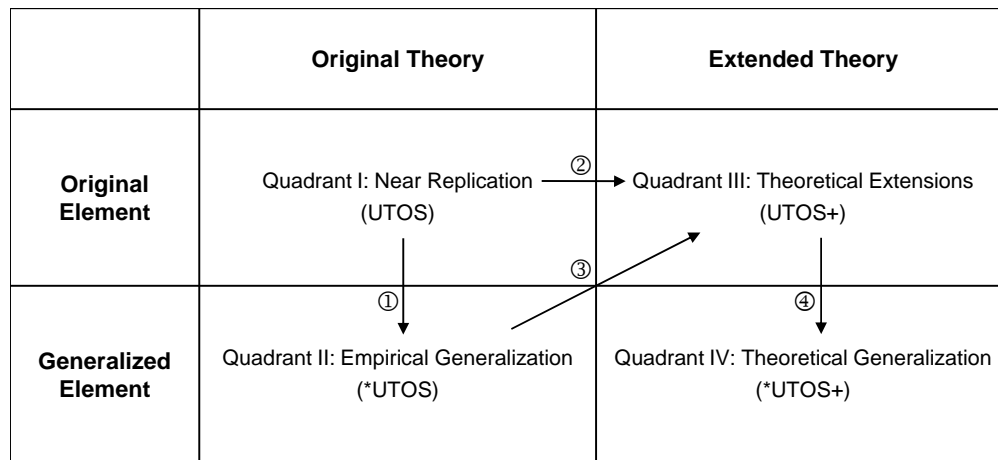 Original Theory
Extended Theory
Original
Element
Quadrant I: Near Replication
(UTOS)
②
Quadrant III: Theoretical Extensions
(UTOS+)
①
③
④
Generalized
Element
Quadrant II: Empirical Generalization
(*UTOS)
Quadrant IV: Theoretical Generalization
(*UTOS+)